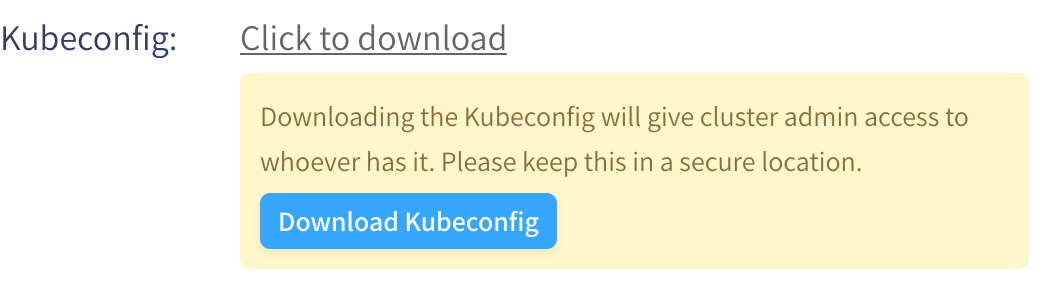 Kubeconfig: Click to download
Downloading the Kubeconfig will give cluster admin access to
whoever has it. Please keep this in a secure location.
Download Kubeconfig